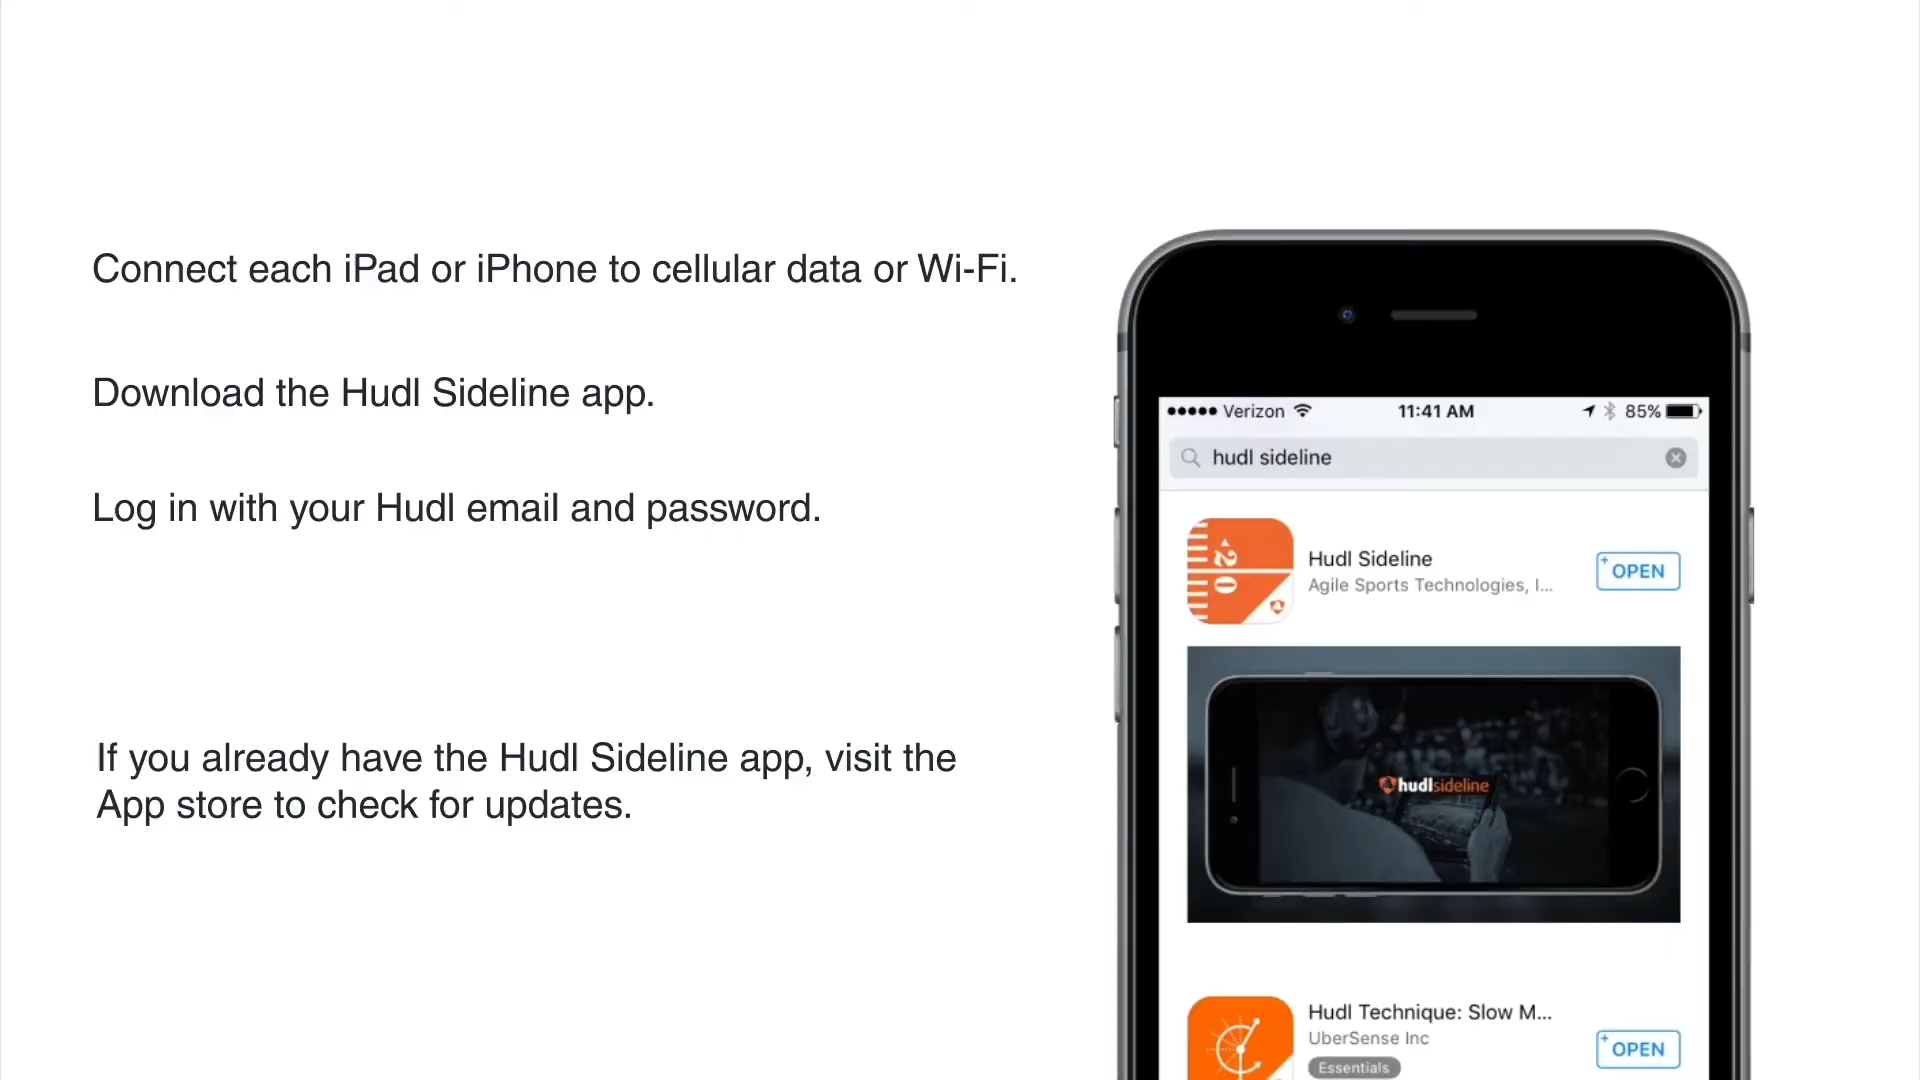 Connect each iPad or iPhone to cellular data or Wi-Fi.
Download the Hudl Sideline app.
Log in with your Hudl email and password.
If you already have the Hudl Sideline app, visit the
App store to check for updates.
Verizon 11:41 AM 85%
hudl sideline
20
Hudl Sideline
Agile Sports Technologies, I...
OPEN
hudlsideline
Hudl Technique: Slow M...
UberSense Inc
Essentials
OPEN